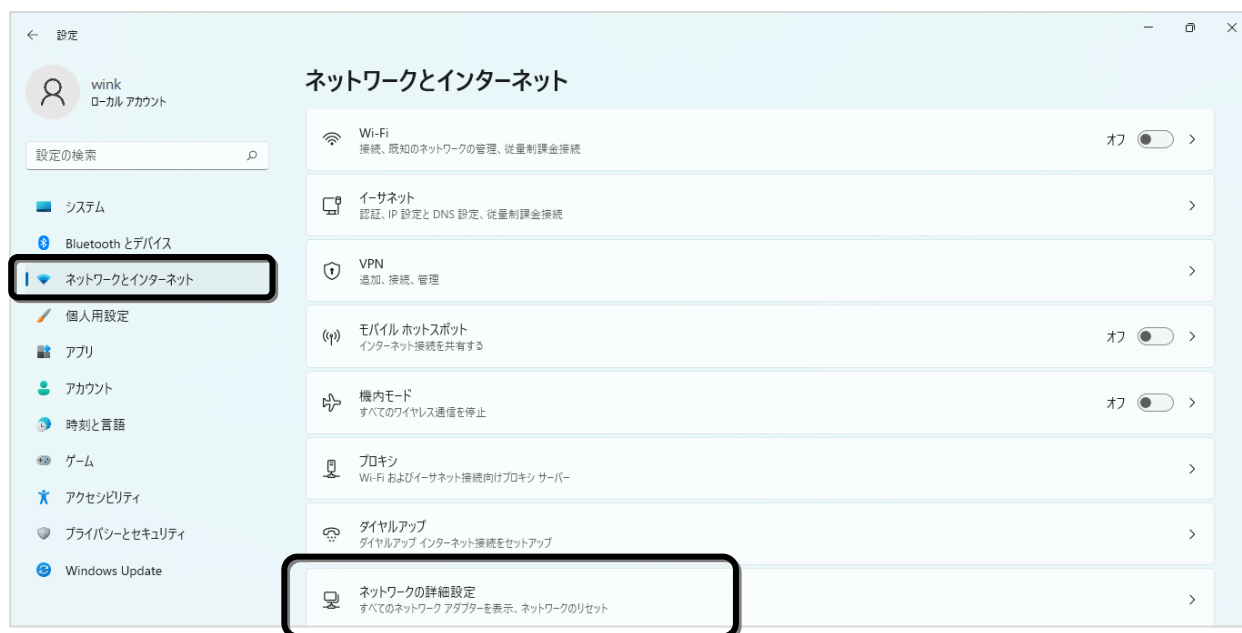 設定
wink
ローカル アカウント
設定の検索
システム
Bluetooth とデバイス
ネットワークとインターネット
個人用設定
アプリ
アカウント
時刻と言語
ゲーム
アクセシビリティ
プライバシーとセキュリティ
Windows Update
ネットワークとインターネット
Wi-Fi
接続、既知のネットワークの管理、従量制課金接続
オフ
イーサネット
認証、IP 設定と DNS 設定、従量制課金接続
VPN
追加、接続、管理
モバイル ホットスポット
インターネット接続を共有する
オフ
機内モード
すべてのワイヤレス通信を停止
オフ
プロキシ
Wi-Fi およびイーサネット接続向けプロキシ サーバー
ダイヤルアップ
ダイヤルアップ インターネット接続をセットアップ
ネットワークの詳細設定
すべてのネットワーク アダプターを表示、ネットワークのリセット